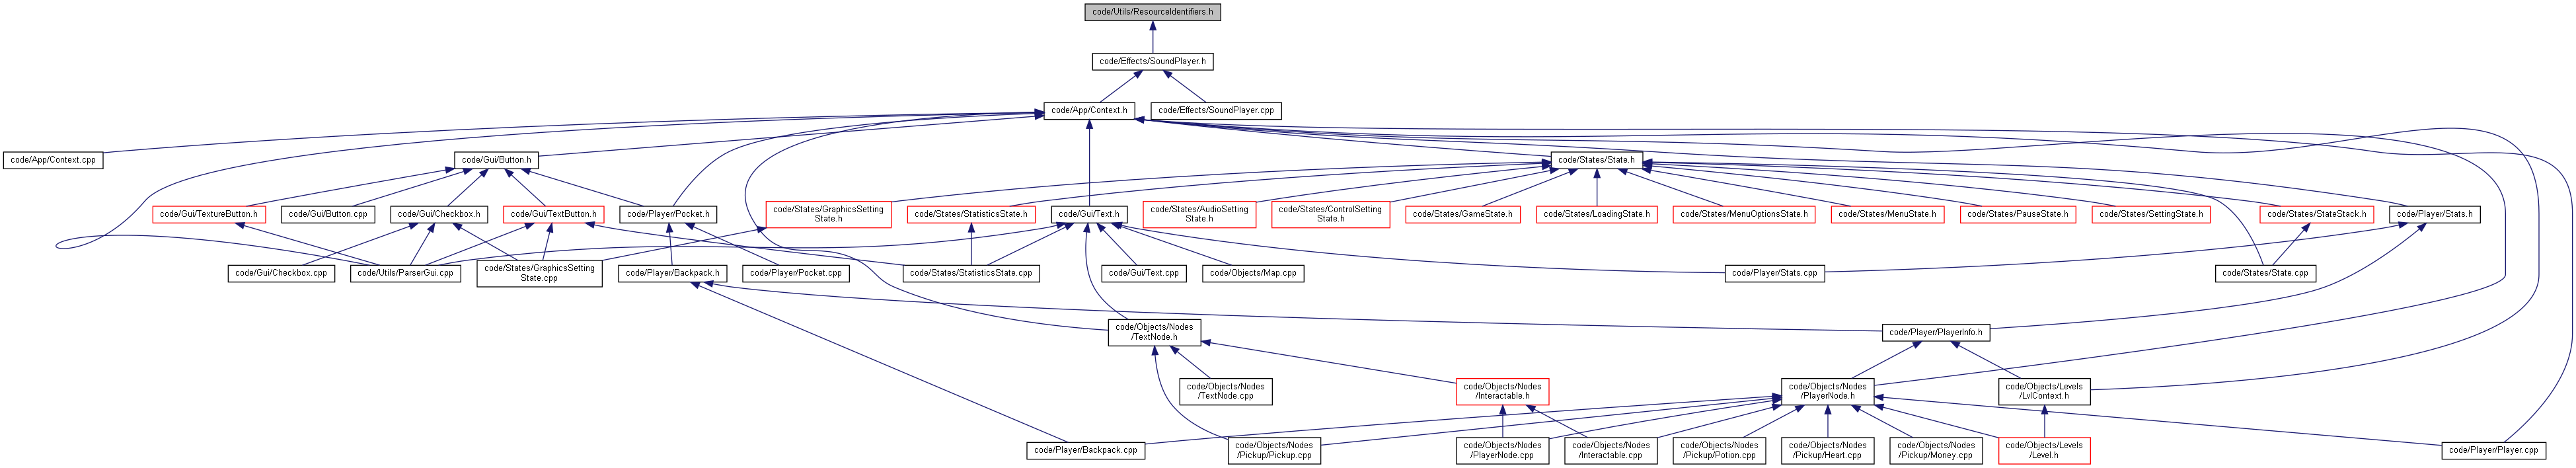 code/Utils/ResourceIdentifiers.h
code/Effects/SoundPlayer.h
code/App/Context.h
code/Effects/SoundPlayer.cpp
code/App/Context.cpp
code/Gui/Button.h
code/States/State.h
code/Gui/TextureButton.h
code/Gui/Button.cpp
code/Gui/Checkbox.h
code/Gui/TextButton.h
code/Player/Pocket.h
code/States/GraphicsSetting
State.h
code/States/StatisticsState.h
code/Gui/Text.h
code/States/AudioSetting
State.h
code/States/ControlSetting
State.h
code/States/GameState.h
code/States/LoadingState.h
code/States/MenuOptionsState.h
code/States/MenuState.h
code/States/PauseState.h
code/States/SettingState.h
code/States/StateStack.h
code/Player/Stats.h
code/Gui/Checkbox.cpp
code/Utils/ParserGui.cpp
code/States/GraphicsSetting
State.cpp
code/Player/Backpack.h
code/Player/Pocket.cpp
code/States/StatisticsState.cpp
code/Gui/Text.cpp
code/Objects/Map.cpp
code/Player/Stats.cpp
code/States/State.cpp
code/Objects/Nodes
/TextNode.h
code/Player/PlayerInfo.h
code/Objects/Nodes
/TextNode.cpp
code/Objects/Nodes
/Interactable.h
code/Objects/Nodes
/PlayerNode.h
code/Objects/Levels
/LvlContext.h
code/Player/Backpack.cpp
code/Objects/Nodes
/Pickup/Pickup.cpp
code/Objects/Nodes
/PlayerNode.cpp
code/Objects/Nodes
/Interactable.cpp
code/Objects/Nodes
/Pickup/Potion.cpp
code/Objects/Nodes
/Pickup/Heart.cpp
code/Objects/Nodes
/Pickup/Money.cpp
code/Objects/Levels
/Level.h
code/Player/Player.cpp